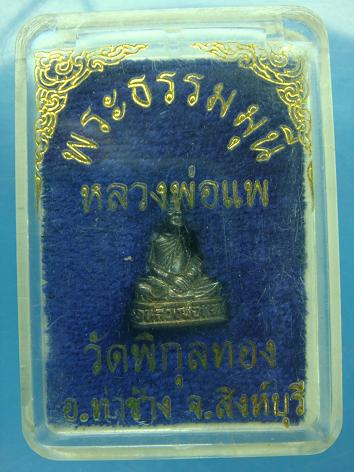 พระธรรมมุนี
หลวงพ่อแพ
วัดพิกุลทอง
อ.ท่าช้าง จ.สิงห์บุรี